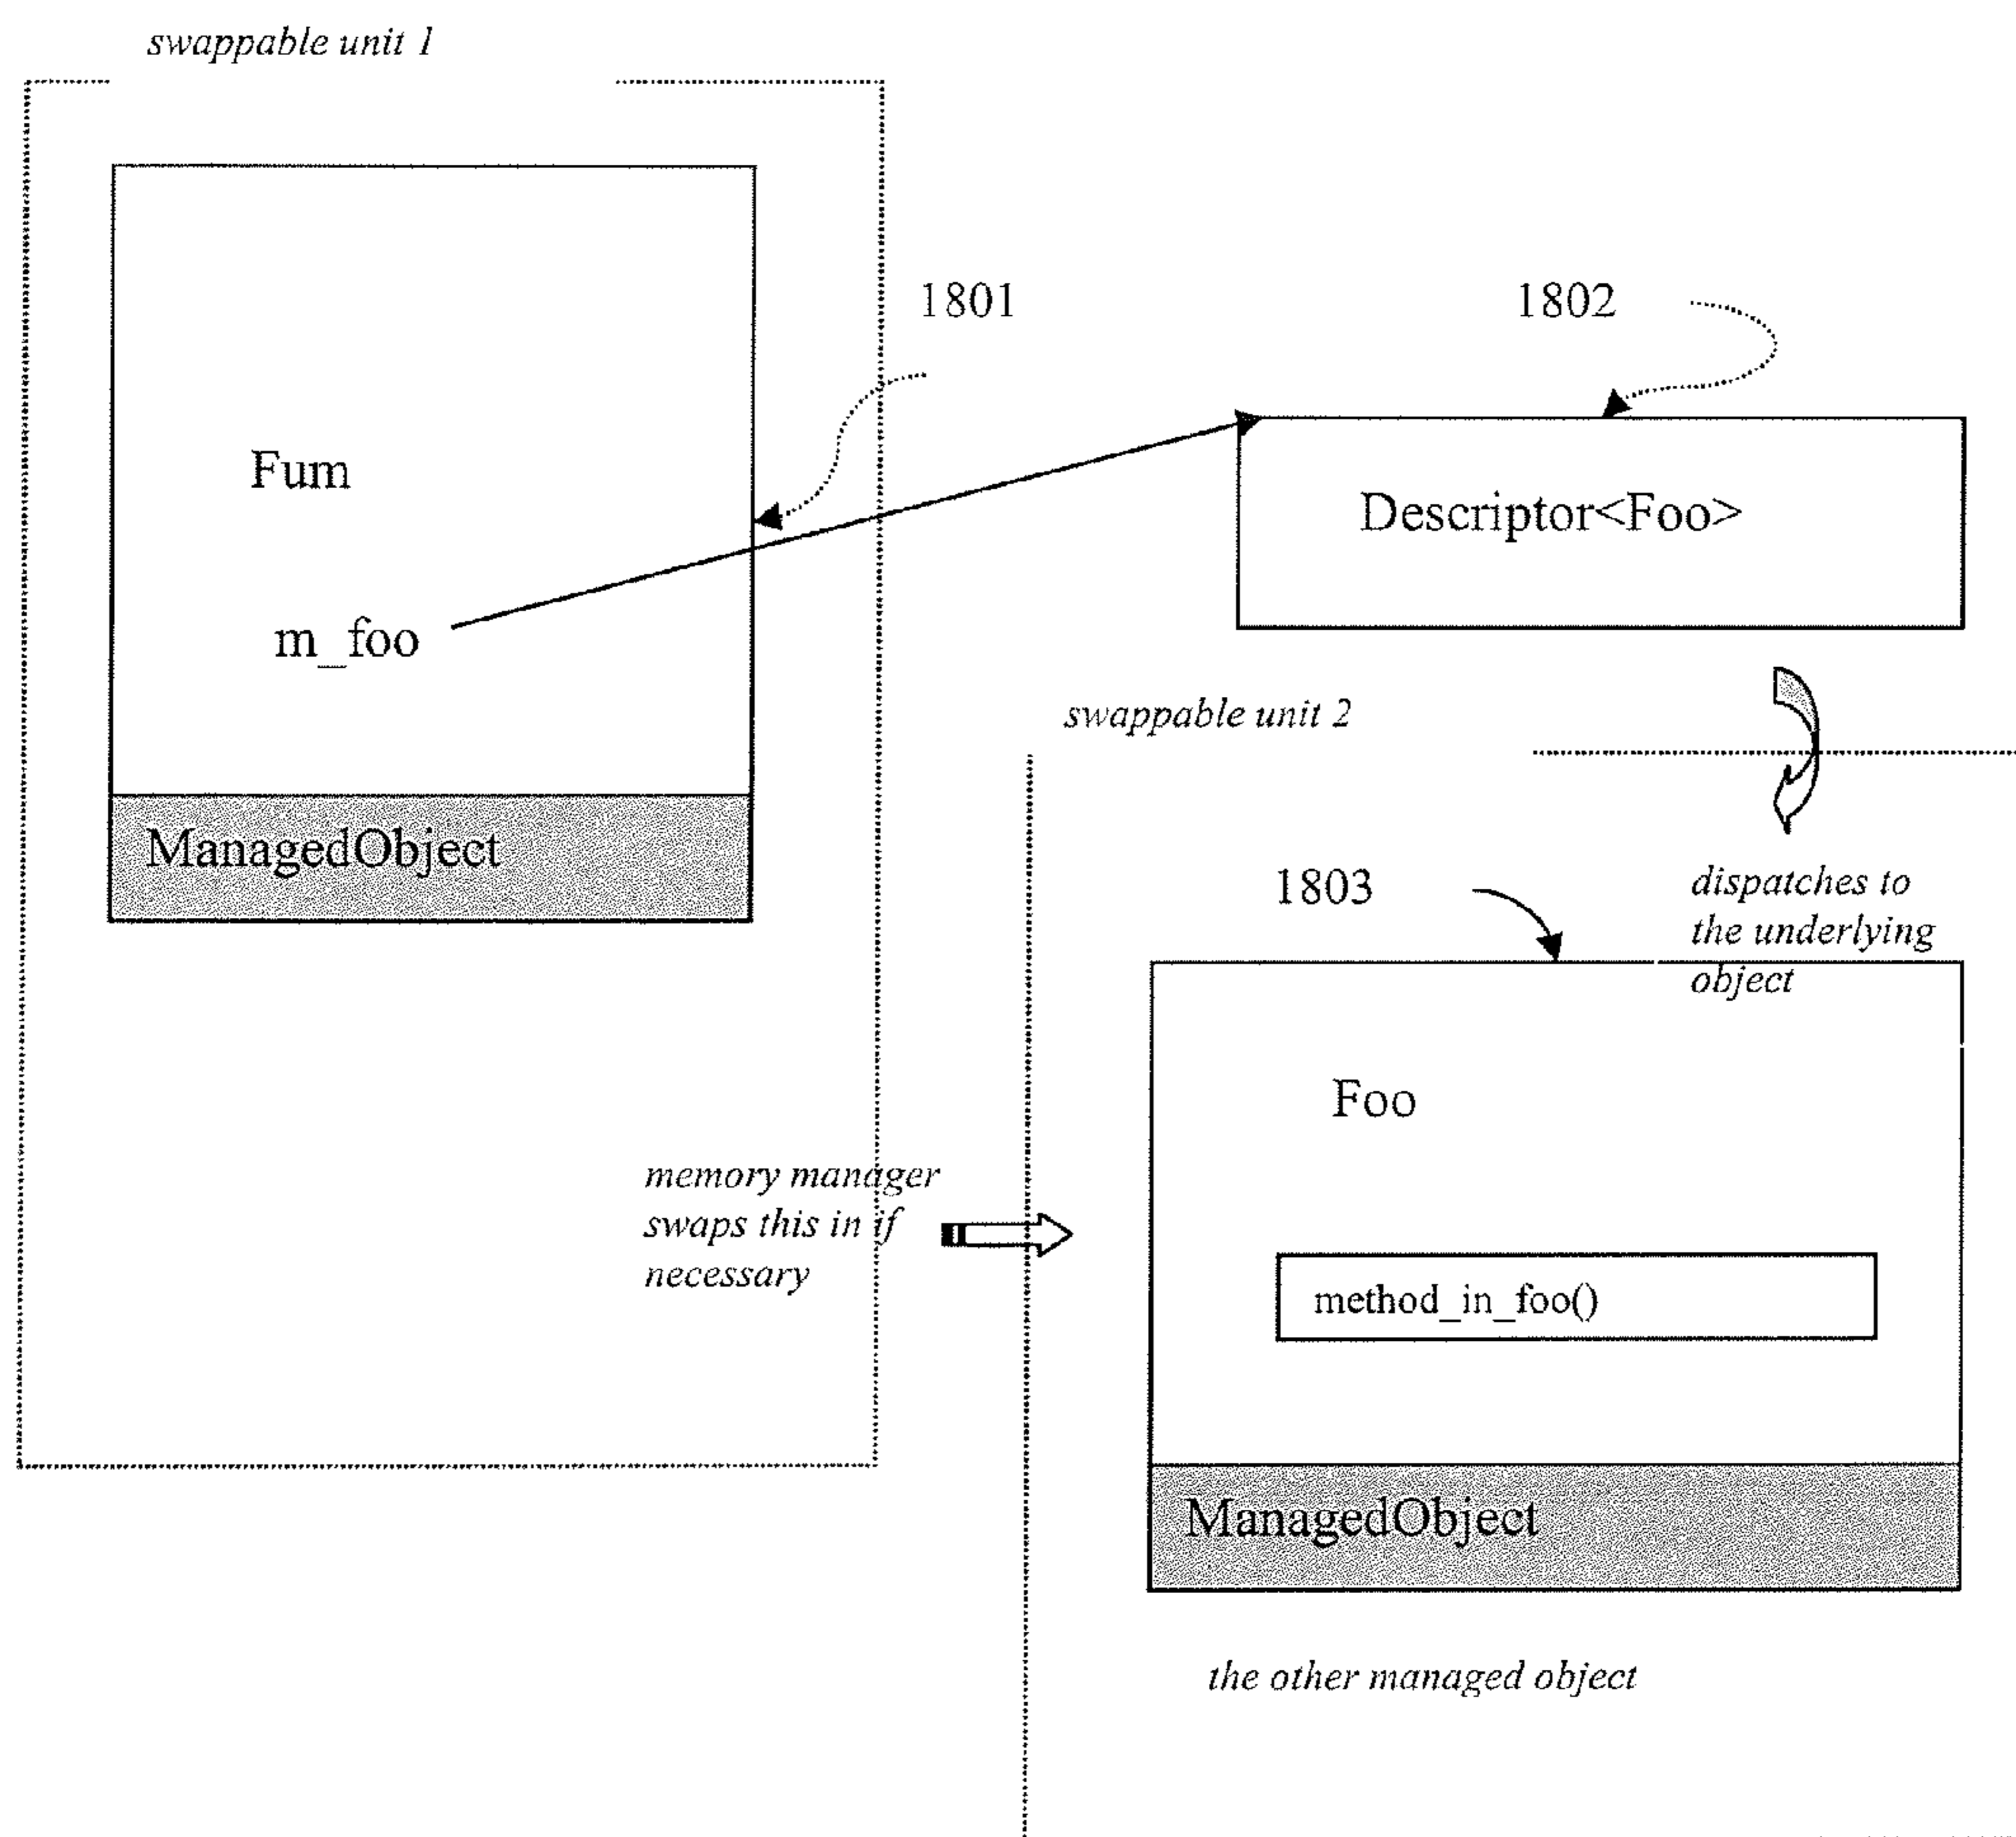 swappable unit 1
1801
1802
Fum
Descriptor<Foo>
m_foo
swappable unit 2
ManagedObject
1803
dispatches to
the underlying
object
Foo
memory manager
swaps this in if
necessary
method_in_foo()
ManagedObject
the other managed object